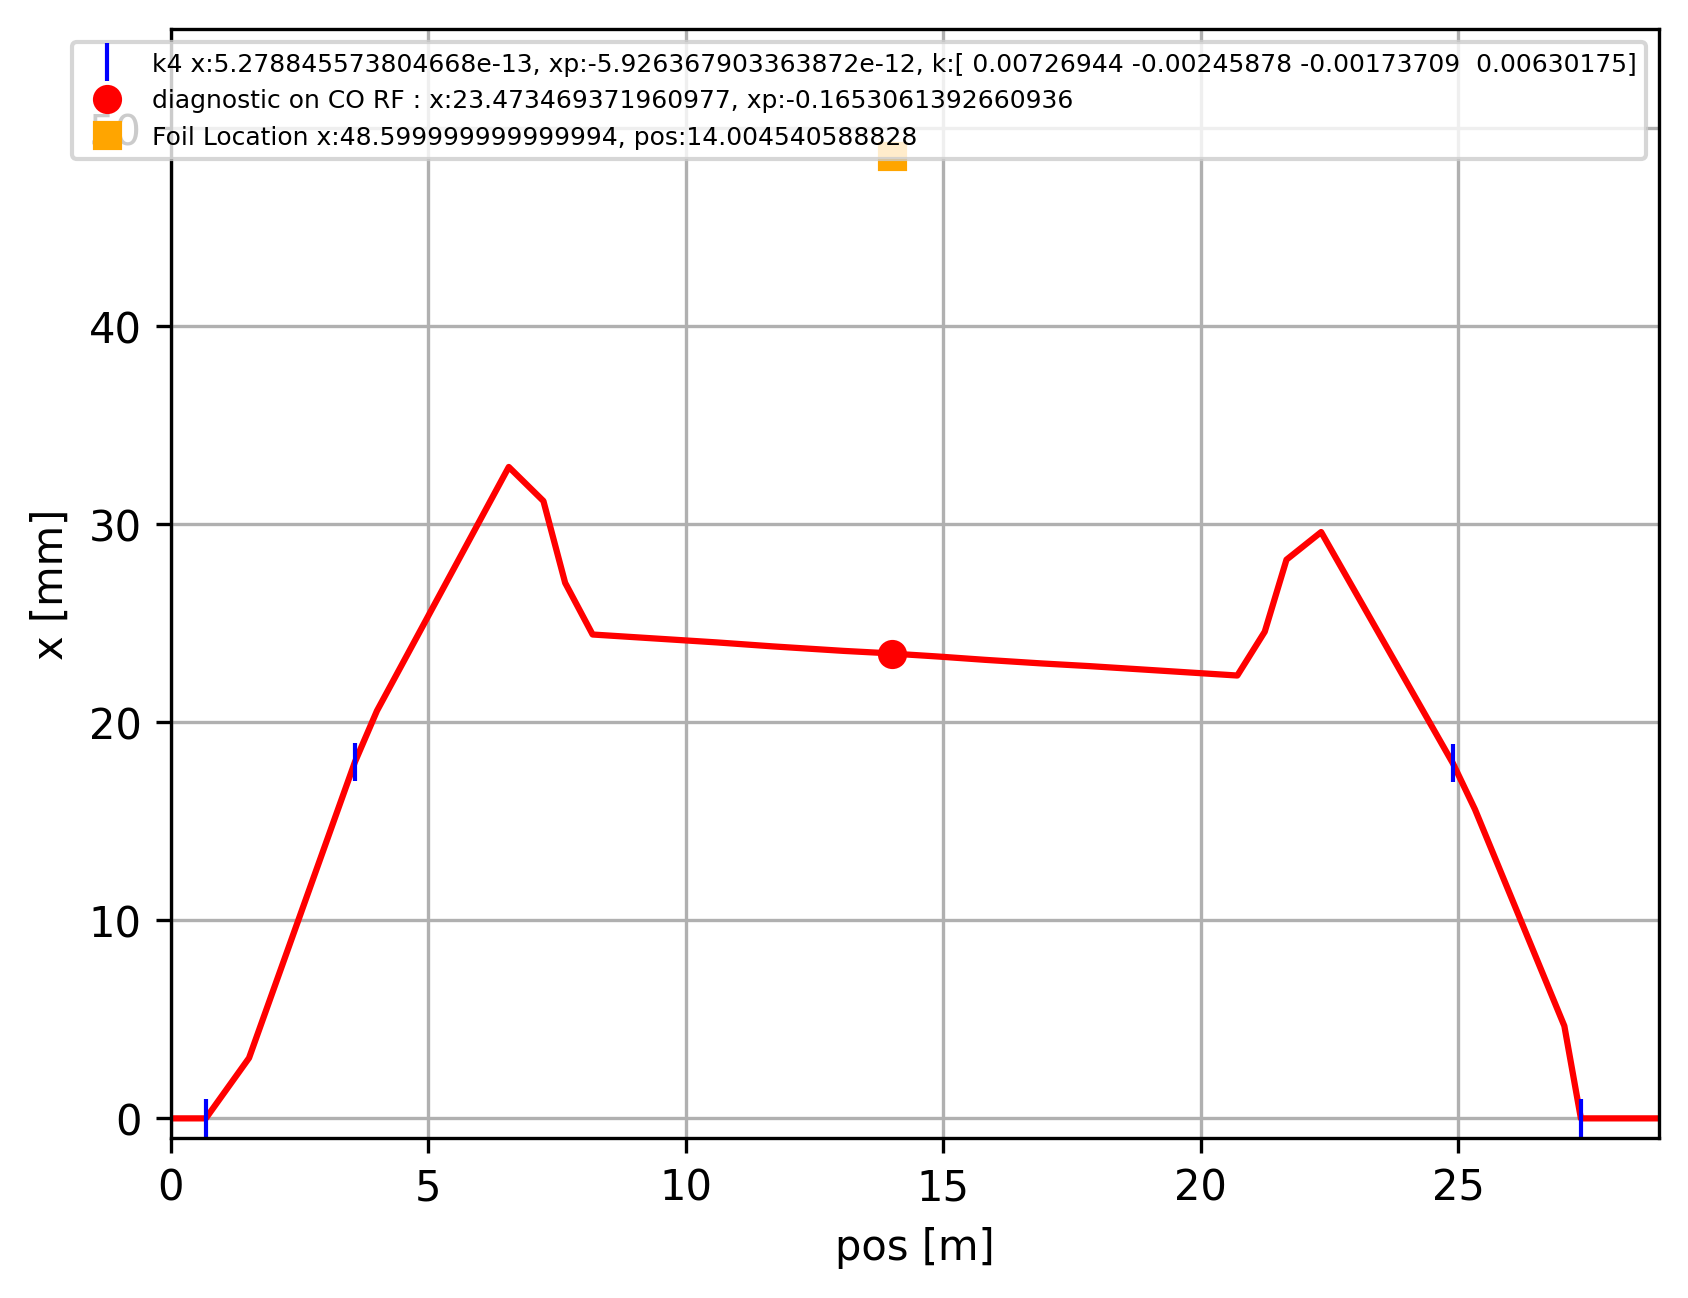 k4 x:5.278845573804668e-13, xp:-5.926367903363872e-12, k:[ 0.00726944 -0.00245878 -0.00173709  0.00630175]
diagnostic on CO RF : x:23.473469371960977, xp:-0.1653061392660936
Foil Location x:48.599999999999994, pos:14.004540588828
50
40
30
20
10
0
x [mm]
0 5 10 15 20 25
pos [m]